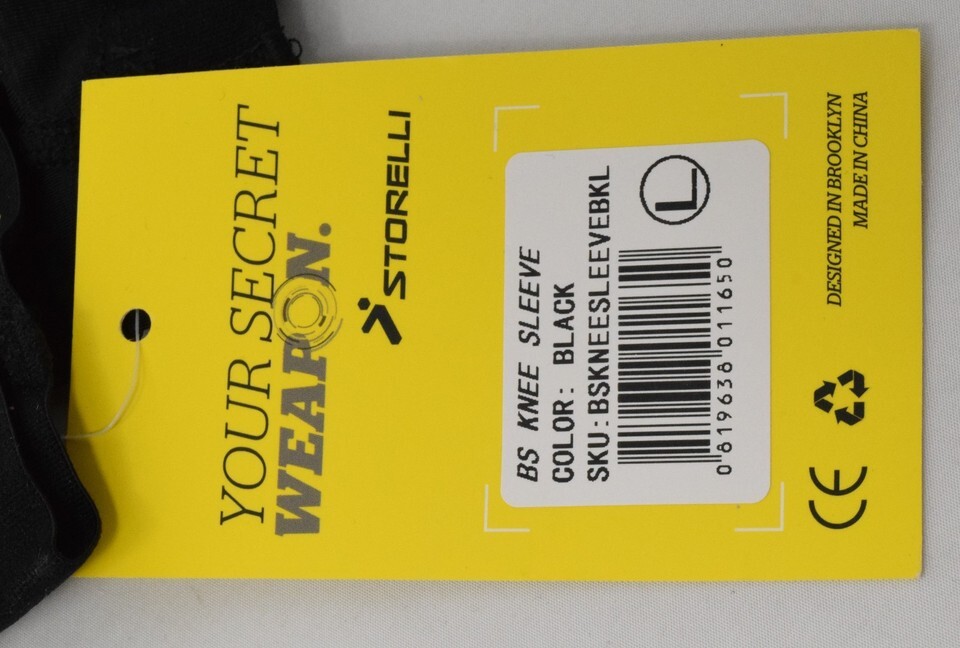 YOUR SECRET
WEAPON.
STORELLI
BS KNEE SLEEVE
COLOR: BLACK
SKU:BSKNEESLEEVEBKL
L
0 819638 011650
DESIGNED IN BROOKLYN
MADE IN CHINA
CE